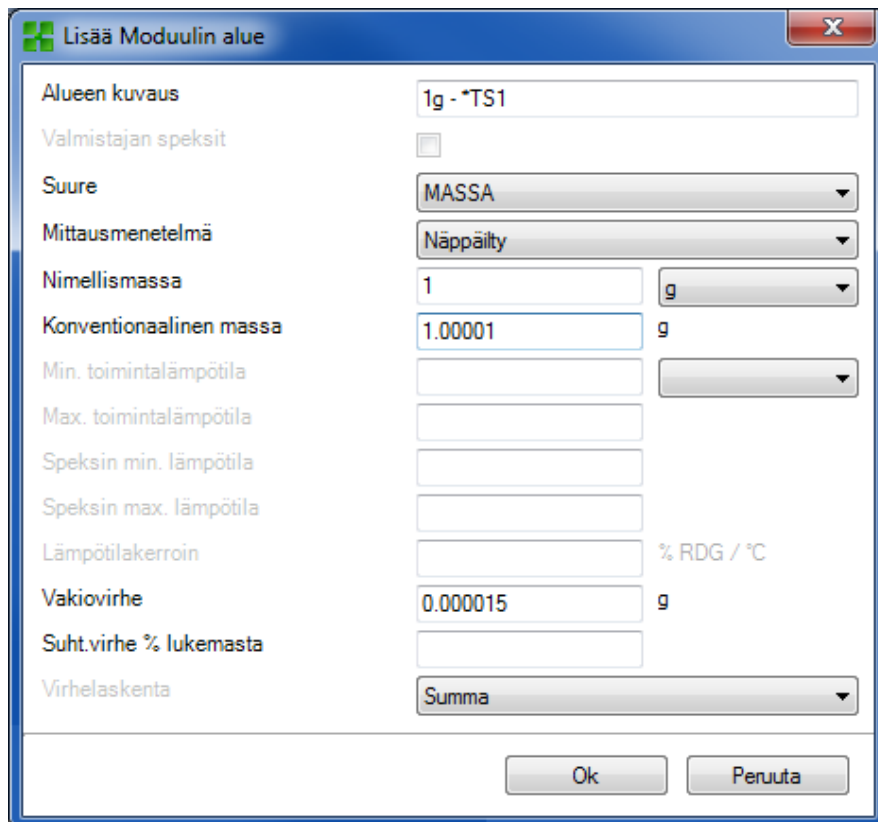 Lisää Moduulin alue
Alueen kuvaus 1g - *TS1
Valmistajan speksit
Suure MASSA
Mittausmenetelmä Näppäilty
Nimellismassa 1 g
Konventionaalinen massa 1.00001 g
Min. toimintalämpötila
Max. toimintalämpötila
Speksin min. lämpötila
Speksin max. lämpötila
Lämpötilakerroin % RDG / °C
Vakiovirhe 0.000015 g
Suht.virhe % lukemasta
Virhelaskenta Summa
Ok Peruuta